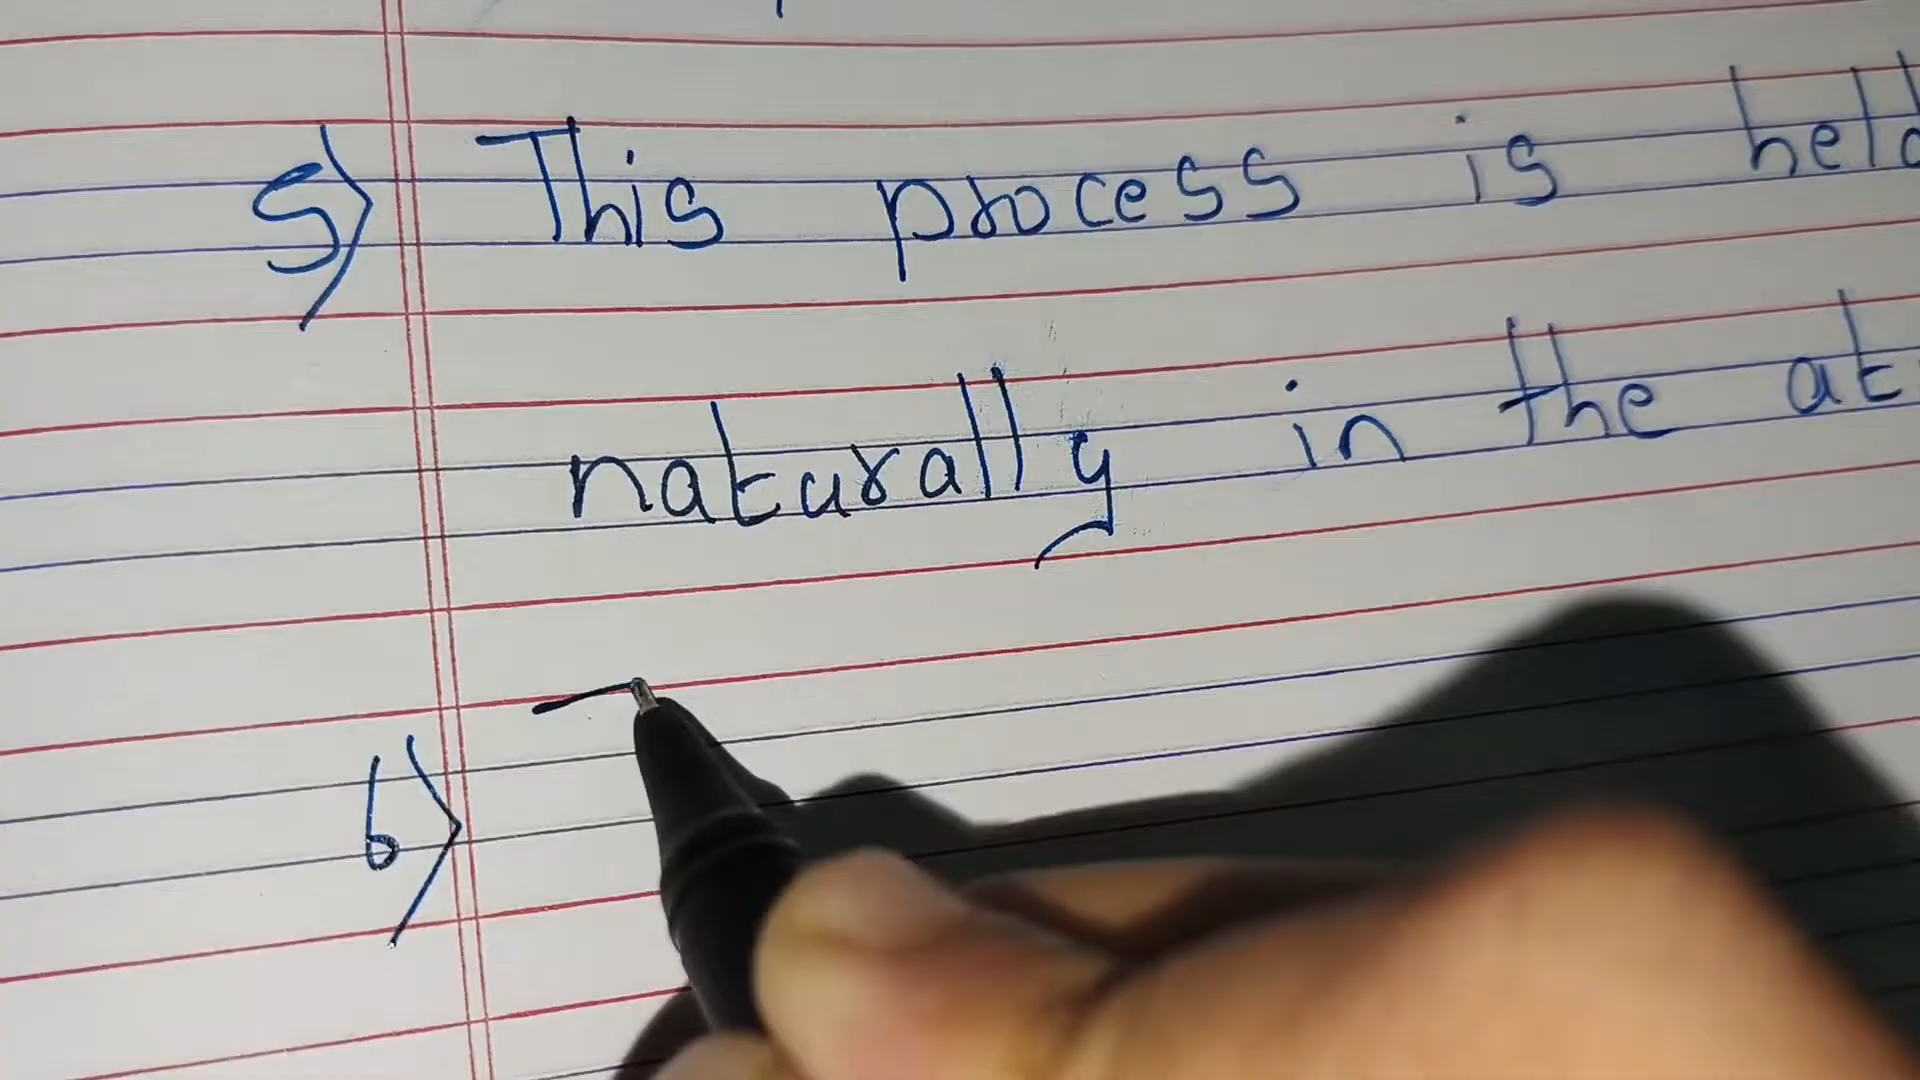 5) This process is held
naturally in the at
6)